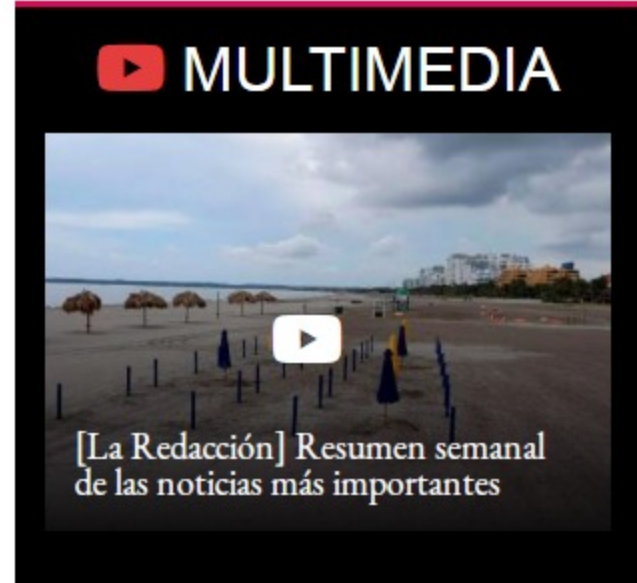 MULTIMEDIA
[La Redacción] Resumen semanal
de las noticias más importantes